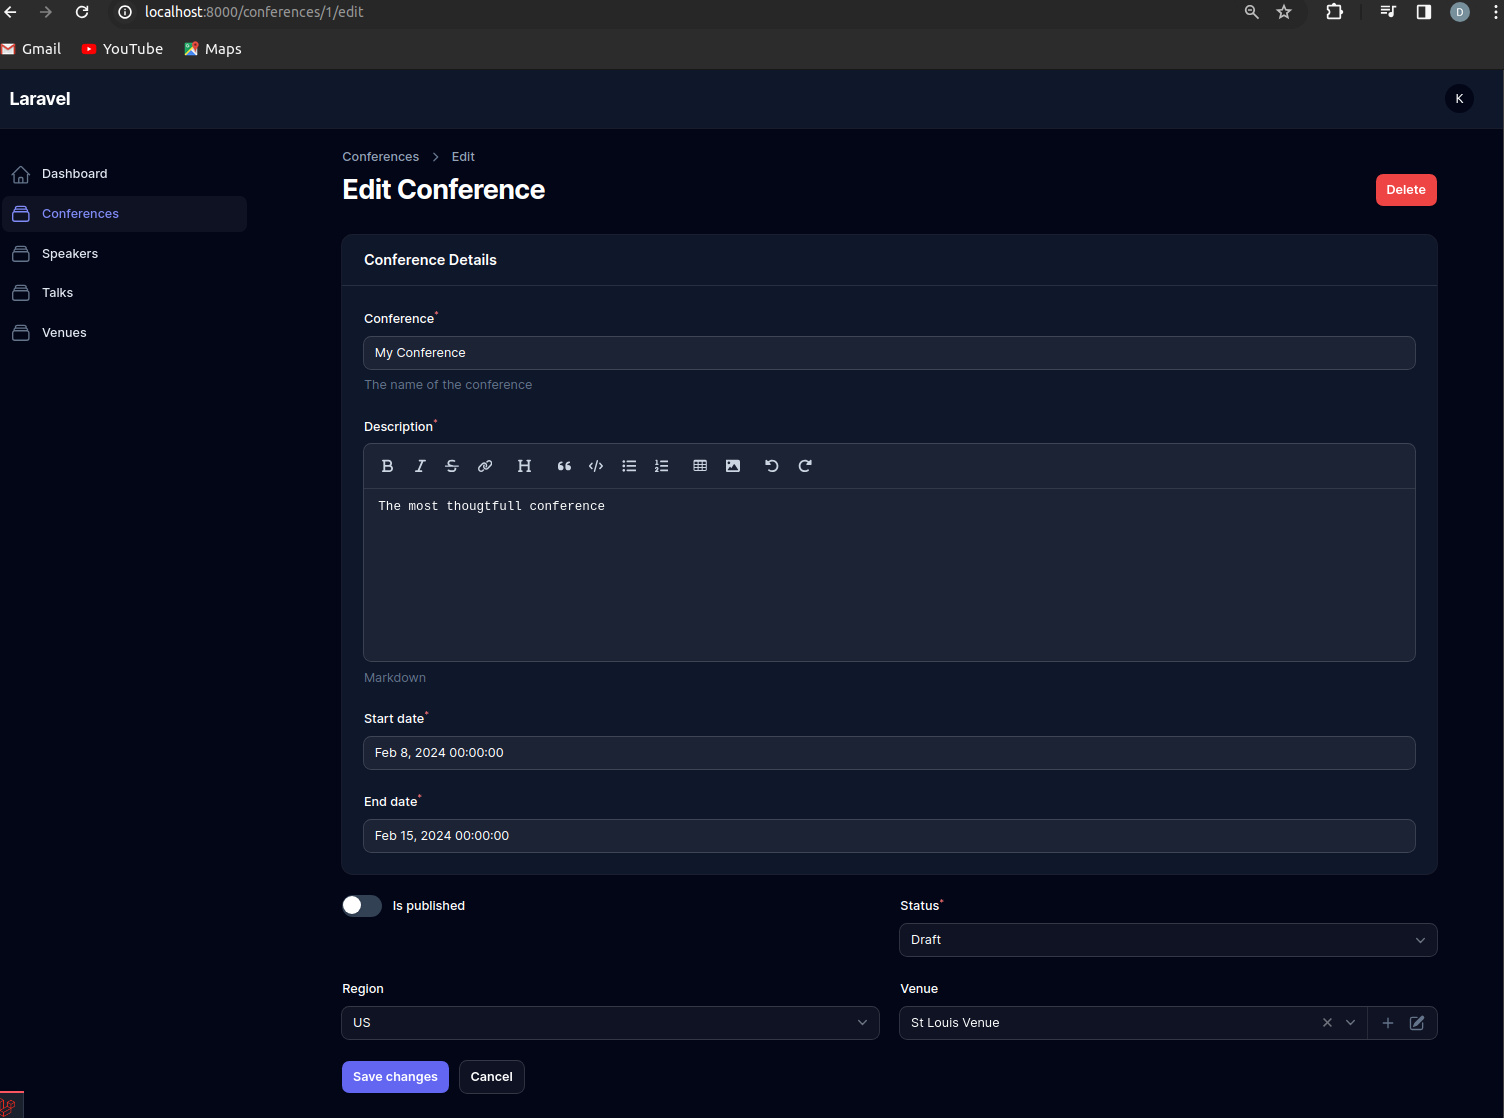 localhost:8000/conferences/1/edit
D
Gmail YouTube Maps
Laravel
K
Dashboard
Conferences
Speakers
Talks
Venues
Conferences > Edit
Edit Conference
Delete
Conference Details
Conference*
My Conference
The name of the conference
Description*
The most thougtfull conference
Markdown
Start date*
Feb 8, 2024 00:00:00
End date*
Feb 15, 2024 00:00:00
Is published
Status*
Draft
Region
US
Venue
St Louis Venue
Save changes Cancel